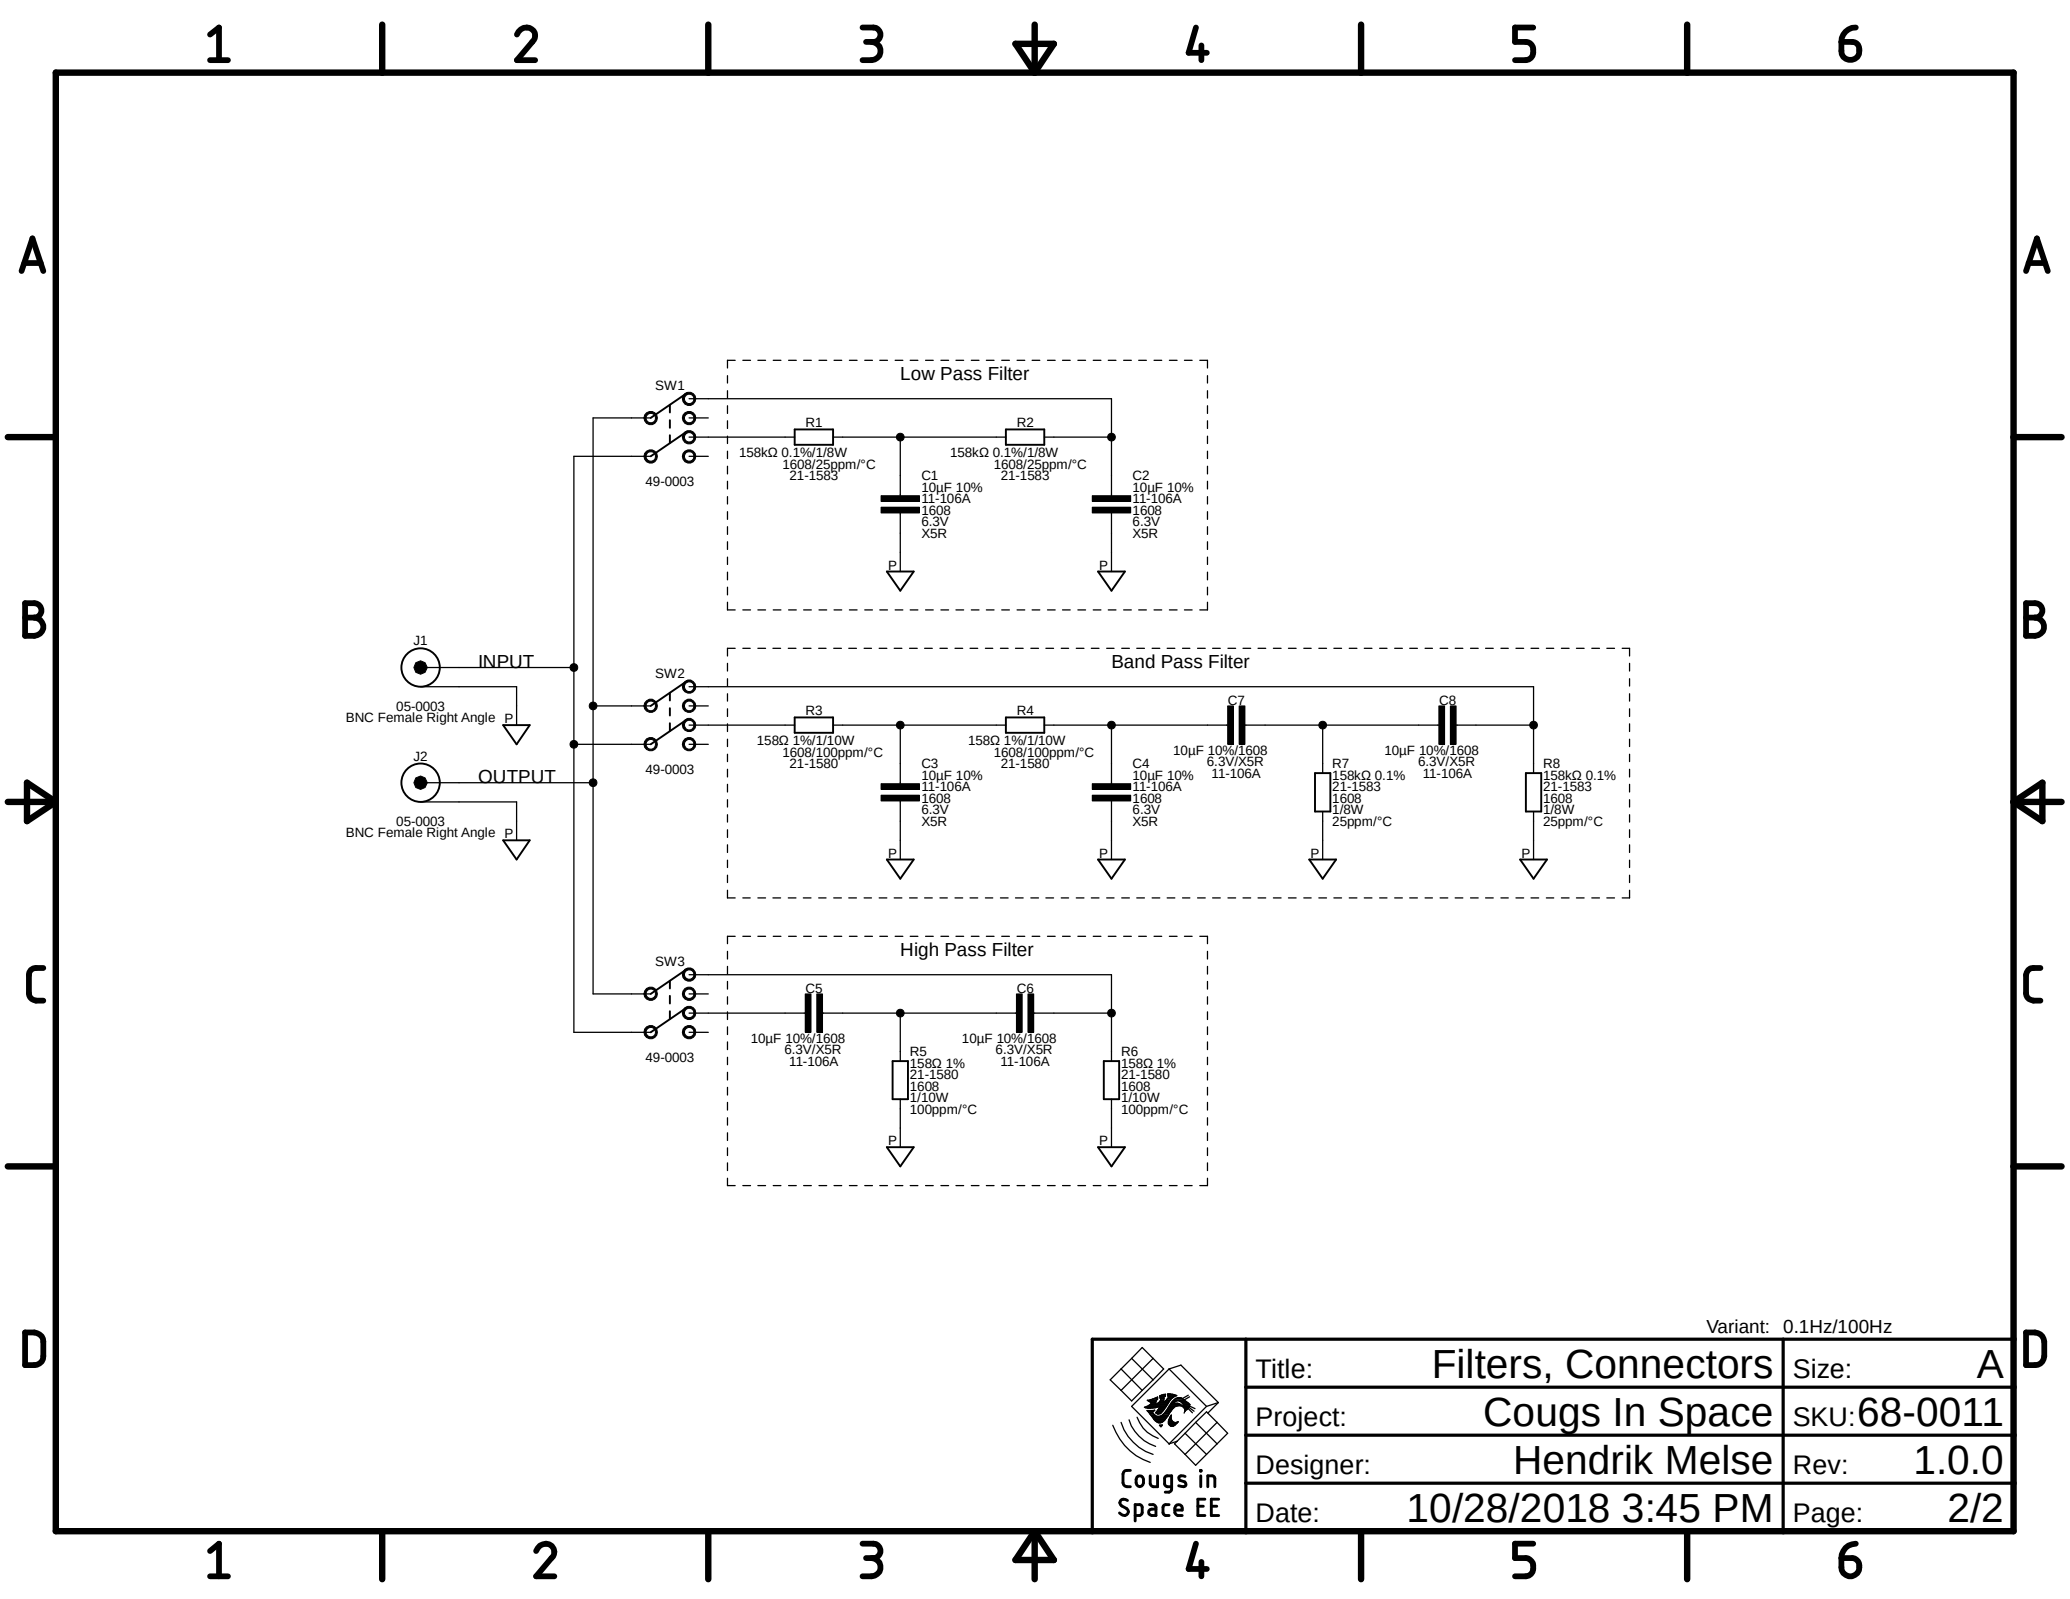 1 2 3 4 5 6
A A
Low Pass Filter
SW1
R1 R2
158kΩ 0.1%/1/8W 158kΩ 0.1%/1/8W
1608/25ppm/°C 1608/25ppm/°C
21-1583 21-1583
49-0003
C1 C2
10µF 10% 10µF 10%
11-106A 11-106A
1608 1608
6.3V 6.3V
X5R X5R
P P
B B
J1
INPUT
05-0003
BNC Female Right Angle P
J2
OUTPUT
05-0003
BNC Female Right Angle P
Band Pass Filter
SW2
R3 R4 C7 C8
158Ω 1%/1/10W 158Ω 1%/1/10W 10µF 10%/1608 10µF 10%/1608
1608/100ppm/°C 1608/100ppm/°C 6.3V/X5R 6.3V/X5R
21-1580 21-1580 11-106A 11-106A
49-0003
C3 C4 R7 R8
10µF 10% 10µF 10% 158kΩ 0.1% 158kΩ 0.1%
11-106A 11-106A 21-1583 21-1583
1608 1608 1608 1608
6.3V 6.3V 1/8W 1/8W
X5R X5R 25ppm/°C 25ppm/°C
P P P P
High Pass Filter
SW3
C C
C5 C6
10µF 10%/1608 10µF 10%/1608
6.3V/X5R 6.3V/X5R
11-106A 11-106A
49-0003
R5 R6
158Ω 1% 158Ω 1%
21-1580 21-1580
1608 1608
1/10W 1/10W
100ppm/°C 100ppm/°C
P P
Variant: 0.1Hz/100Hz
D D
Title: Filters, Connectors Size: A
Project: Cougs In Space SKU: 68-0011
Designer: Hendrik Melse Rev: 1.0.0
Date: 10/28/2018 3:45 PM Page: 2/2
Cougs in
Space EE
1 2 3 4 5 6